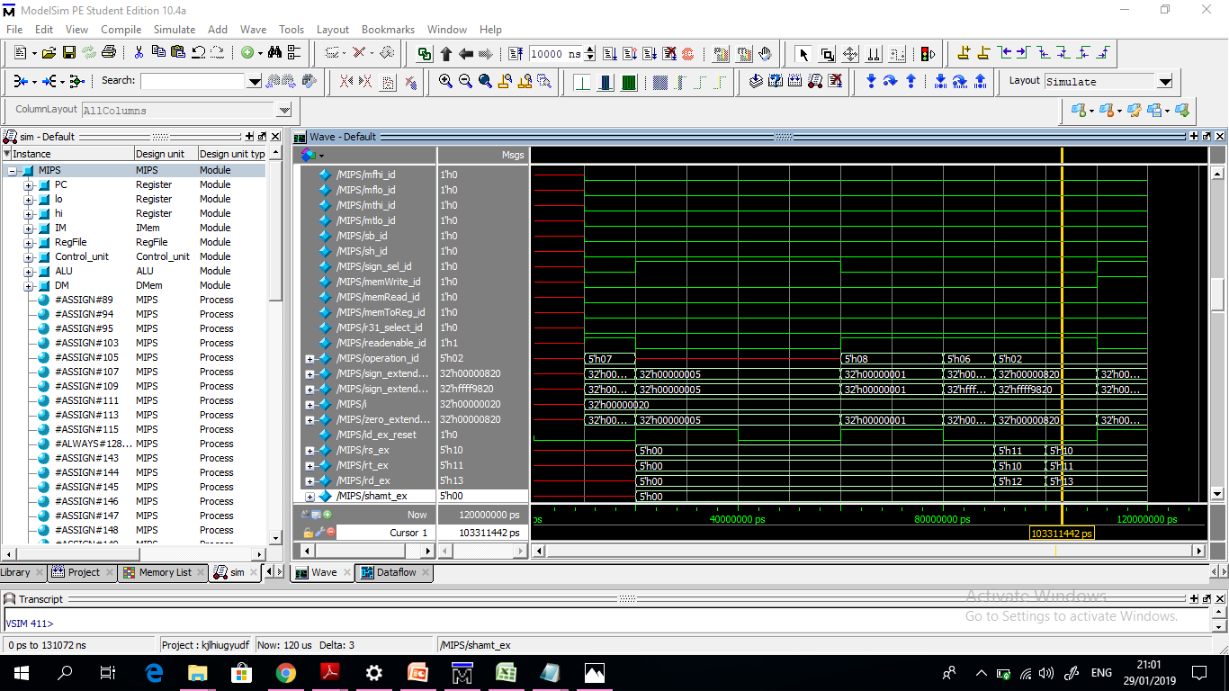 ModelSim PE Student Edition 10.4a
File Edit View Compile Simulate Add Wave Tools Layout Bookmarks Window Help
10000 ns
Search: Layout Simulate
ColumnLayout AllColumns
sim - Default
Instance Design unit Design unit typ
MIPS MIPS Module
PC Register Module
lo Register Module
hi Register Module
IM IMem Module
RegFile RegFile Module
Control_unit Control_unit Module
ALU ALU Module
DM DMem Module
#ASSIGN#89 MIPS Process
#ASSIGN#94 MIPS Process
#ASSIGN#95 MIPS Process
#ASSIGN#103 MIPS Process
#ASSIGN#105 MIPS Process
#ASSIGN#107 MIPS Process
#ASSIGN#109 MIPS Process
#ASSIGN#111 MIPS Process
#ASSIGN#113 MIPS Process
#ASSIGN#115 MIPS Process
#ALWAYS#128... MIPS Process
#ASSIGN#143 MIPS Process
#ASSIGN#144 MIPS Process
#ASSIGN#145 MIPS Process
#ASSIGN#146 MIPS Process
#ASSIGN#147 MIPS Process
#ASSIGN#148 MIPS Process
Library Project Memory List sim
Wave - Default
Msgs
/MIPS/mfhi_id 1'h0
/MIPS/mflo_id 1'h0
/MIPS/mthi_id 1'h0
/MIPS/mtlo_id 1'h0
/MIPS/sb_id 1'h0
/MIPS/sh_id 1'h0
/MIPS/sign_sel_id 1'h0
/MIPS/memWrite_id 1'h0
/MIPS/memRead_id 1'h0
/MIPS/memToReg_id 1'h0
/MIPS/r31_select_id 1'h0
/MIPS/readenable_id 1'h1
/MIPS/operation_id 5'h02 5'h07 5'h08 5'h06 5'h02
/MIPS/sign_extend... 32'h00000820 32'h00... 32'h00000005 32'h00000001 32'h00... 32'h00000820 32'h00...
/MIPS/sign_extend... 32'hffff9820 32'h00... 32'h00000005 32'h00000001 32'hfff... 32'hffff9820 32'h00...
/MIPS/i 32'h00000020 32'h00000020
/MIPS/zero_extend... 32'h00000820 32'h00... 32'h00000005 32'h00000001 32'h00... 32'h00000820 32'h00...
/MIPS/id_ex_reset 1'h0
/MIPS/rs_ex 5'h10 5'h00 5'h11 5'h10
/MIPS/rt_ex 5'h11 5'h00 5'h10 5'h11
/MIPS/rd_ex 5'h13 5'h00 5'h12 5'h13
/MIPS/shamt_ex 5'h00 5'h00
Now 120000000 ps ps 40000000 ps 80000000 ps 120000000 ps
Cursor 1 103311442 ps 103311442 ps
Wave Dataflow
Transcript
VSIM 411>
Activate Windows
Go to Settings to activate Windows.
0 ps to 131072 ns Project : kjlhiugyudf Now: 120 us Delta: 3 /MIPS/shamt_ex
ENG 21:01
29/01/2019